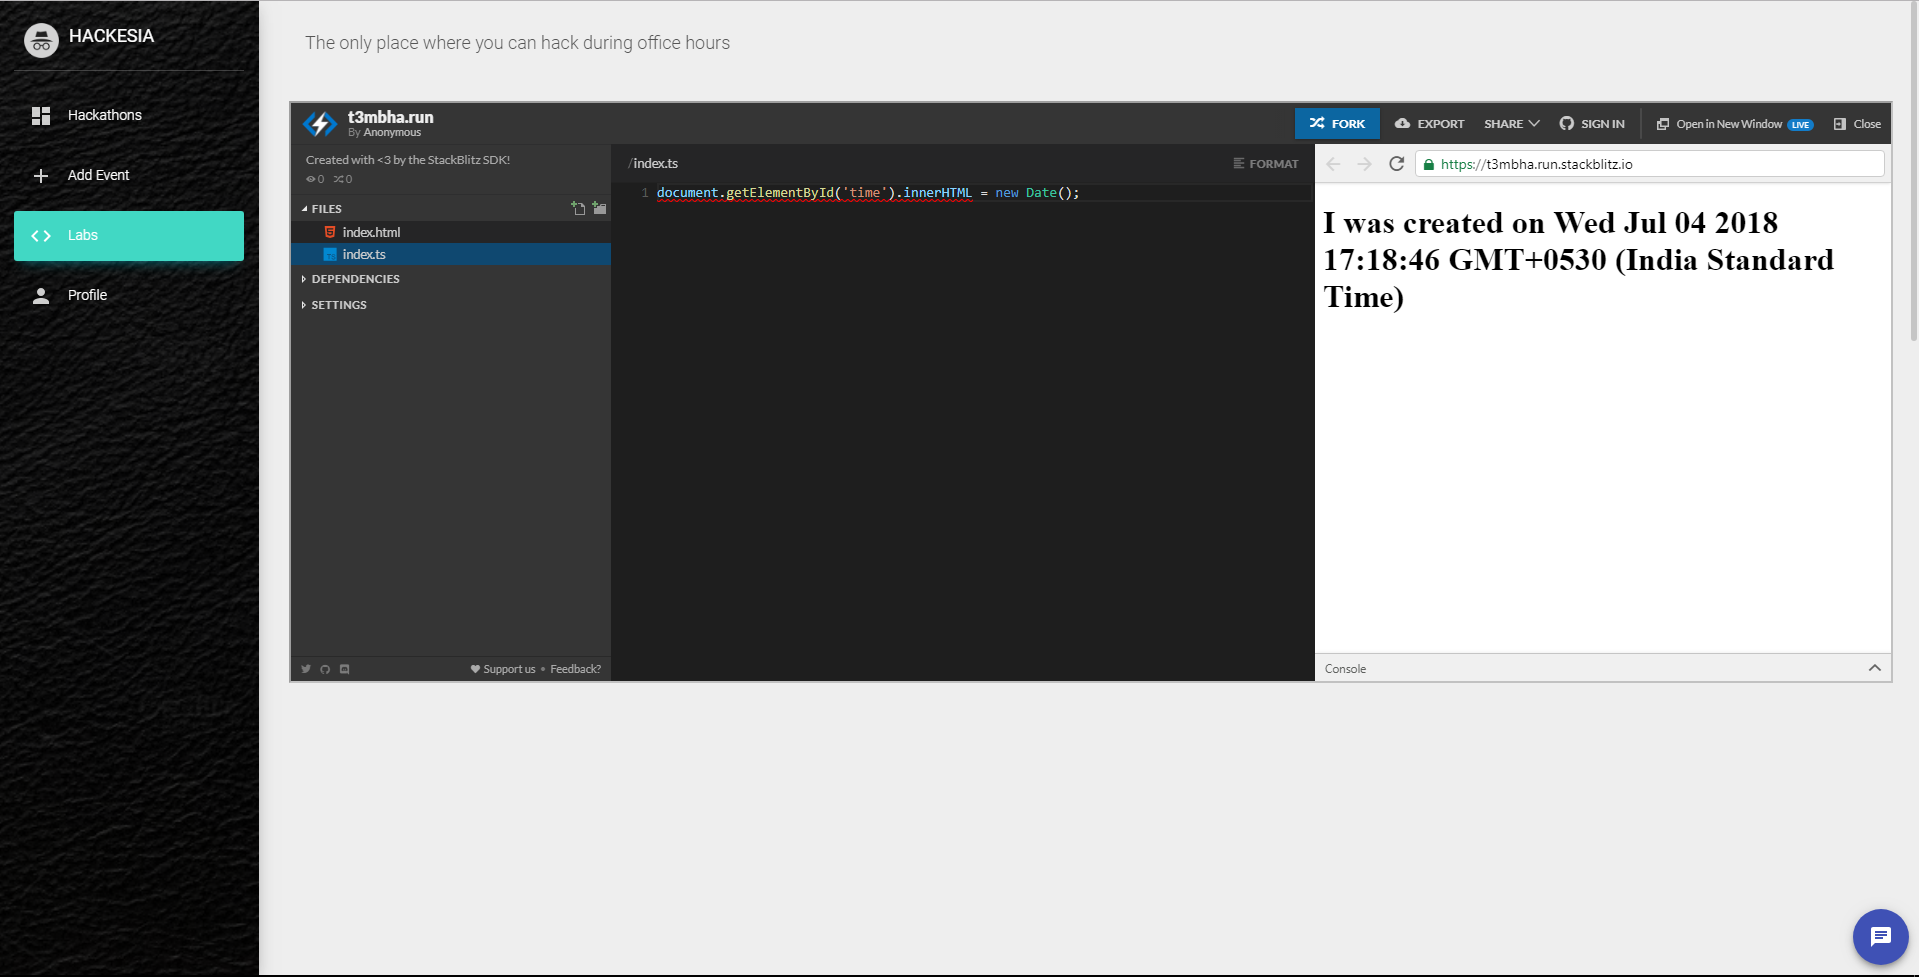 HACKESIA
Hackathons
Add Event
Labs
Profile
The only place where you can hack during office hours
t3mbha.run
By Anonymous
FORK
EXPORT
SHARE
SIGN IN
Open in New Window LIVE
Close
Created with <3 by the StackBlitz SDK!
0 0
FILES
index.html
index.ts
DEPENDENCIES
SETTINGS
Support us • Feedback?
/index.ts
FORMAT
1 document.getElementById('time').innerHTML = new Date();
https://t3mbha.run.stackblitz.io
I was created on Wed Jul 04 2018
17:18:46 GMT+0530 (India Standard
Time)
Console